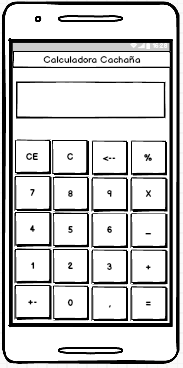 Calculadora Cachaña
CE C <-- %
7 8 9 X
4 5 6 _
1 2 3 +
+- 0 , =